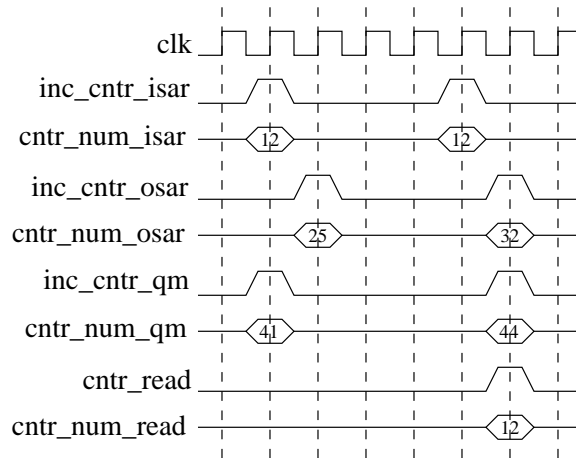 clk
inc_cntr_isar
cntr_num_isar 12 12
inc_cntr_osar
cntr_num_osar 25 32
inc_cntr_qm
cntr_num_qm 41 44
cntr_read
cntr_num_read 12